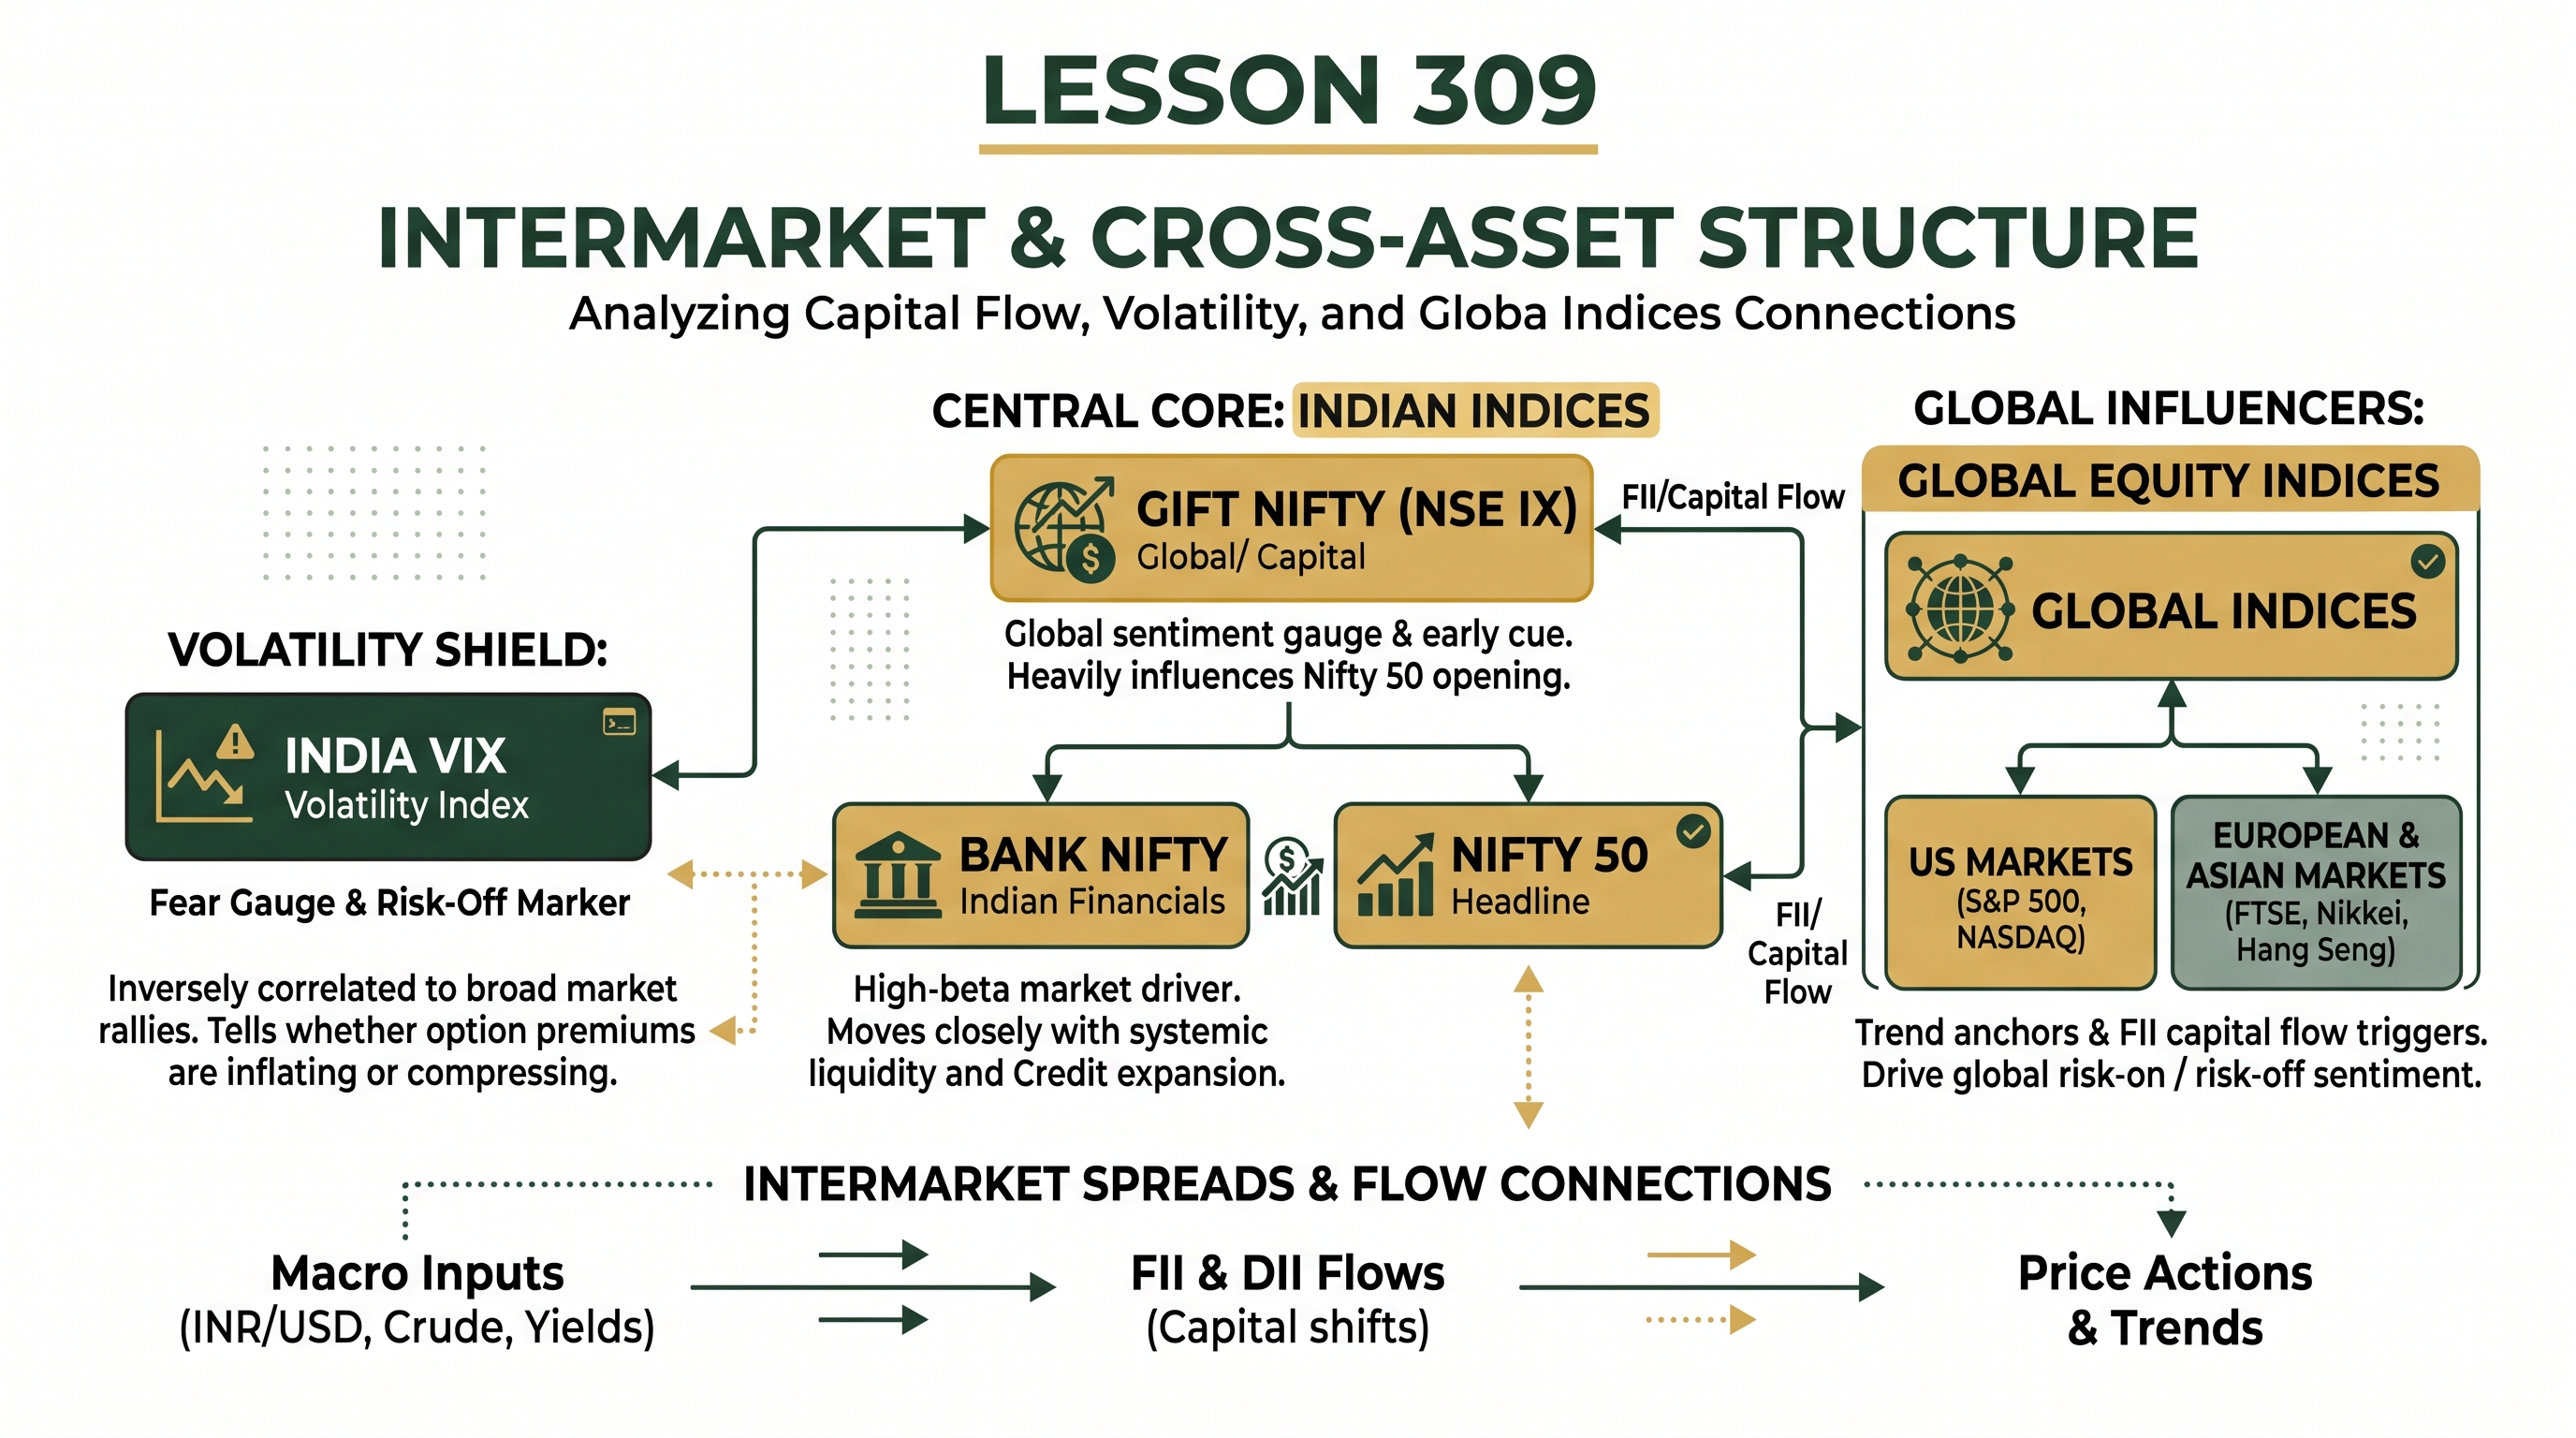 LESSON 309
INTERMARKET & CROSS-ASSET STRUCTURE
Analyzing Capital Flow, Volatility, and Globa Indices Connections
VOLATILITY SHIELD:
INDIA VIX
Volatility Index
Fear Gauge & Risk-Off Marker
Inversely correlated to broad market
rallies. Tells whether option premiums
are inflating or compressing.
CENTRAL CORE: INDIAN INDICES
GIFT NIFTY (NSE IX)
Global/ Capital
Global sentiment gauge & early cue.
Heavily influences Nifty 50 opening.
BANK NIFTY
Indian Financials
High-beta market driver.
Moves closely with systemic
liquidity and Credit expansion.
$
$
NIFTY 50
Headline
FII/Capital Flow
FII/
Capital
Flow
GLOBAL INFLUENCERS:
GLOBAL EQUITY INDICES
GLOBAL INDICES
US MARKETS
(S&P 500,
NASDAQ)
EUROPEAN &
ASIAN MARKETS
(FTSE, Nikkei,
Hang Seng)
Trend anchors & FII capital flow triggers.
Drive global risk-on / risk-off sentiment.
INTERMARKET SPREADS & FLOW CONNECTIONS
Macro Inputs
(INR/USD, Crude, Yields)
FII & DII Flows
(Capital shifts)
Price Actions
& Trends